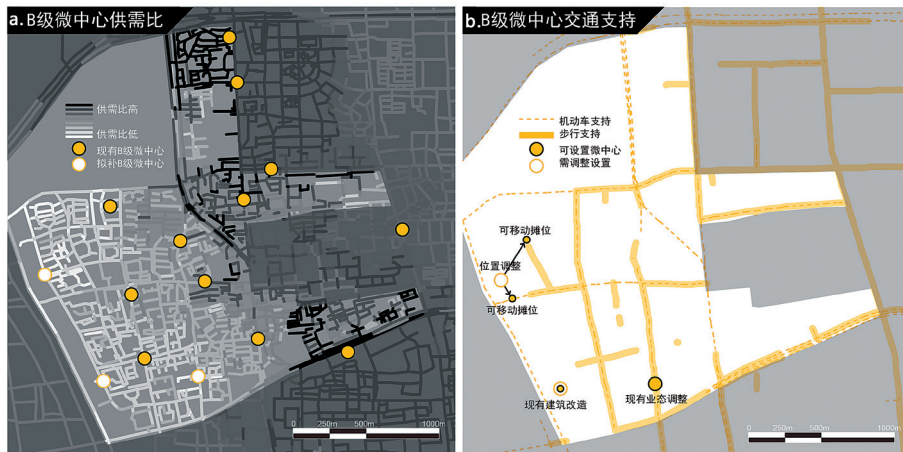 a.B级微中心供需比
供需比高
供需比低
现有B级微中心
拟补B级微中心
0 250m 500m 1000m
b.B级微中心交通支持
机动车支持
步行支持
可设置微中心
需调整设置
可移动摊位
位置调整
可移动摊位
现有建筑改造
现有业态调整
0 250m 500m 1000m